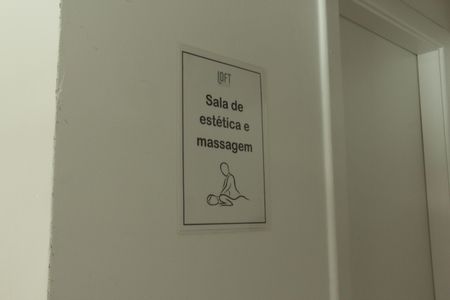 LOFT
Sala de
estética e
massagem